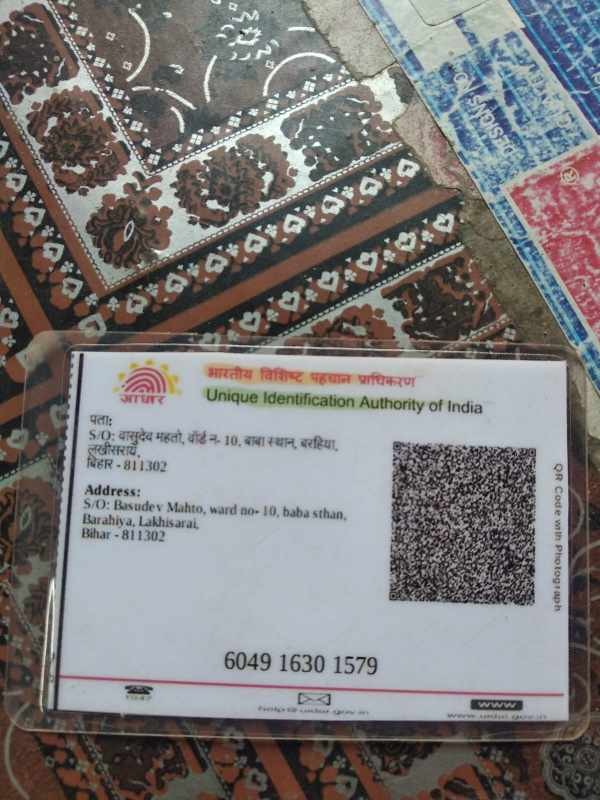 DESIGNS
®
आधार
भारतीय विशिष्ट पहचान प्राधिकरण
Unique Identification Authority of India
पता:
S/O: वासुदेव महतो, वॉर्ड न- 10, बाबा स्थान, बरहिया,
लखीसराय,
बिहार - 811302
Address:
S/O: Basudev Mahto, ward no- 10, baba sthan,
Barahiya, Lakhisarai,
Bihar - 811302
QR Code with Photograph
6049 1630 1579
1947
help@uidai.gov.in
www
www.uidai.gov.in